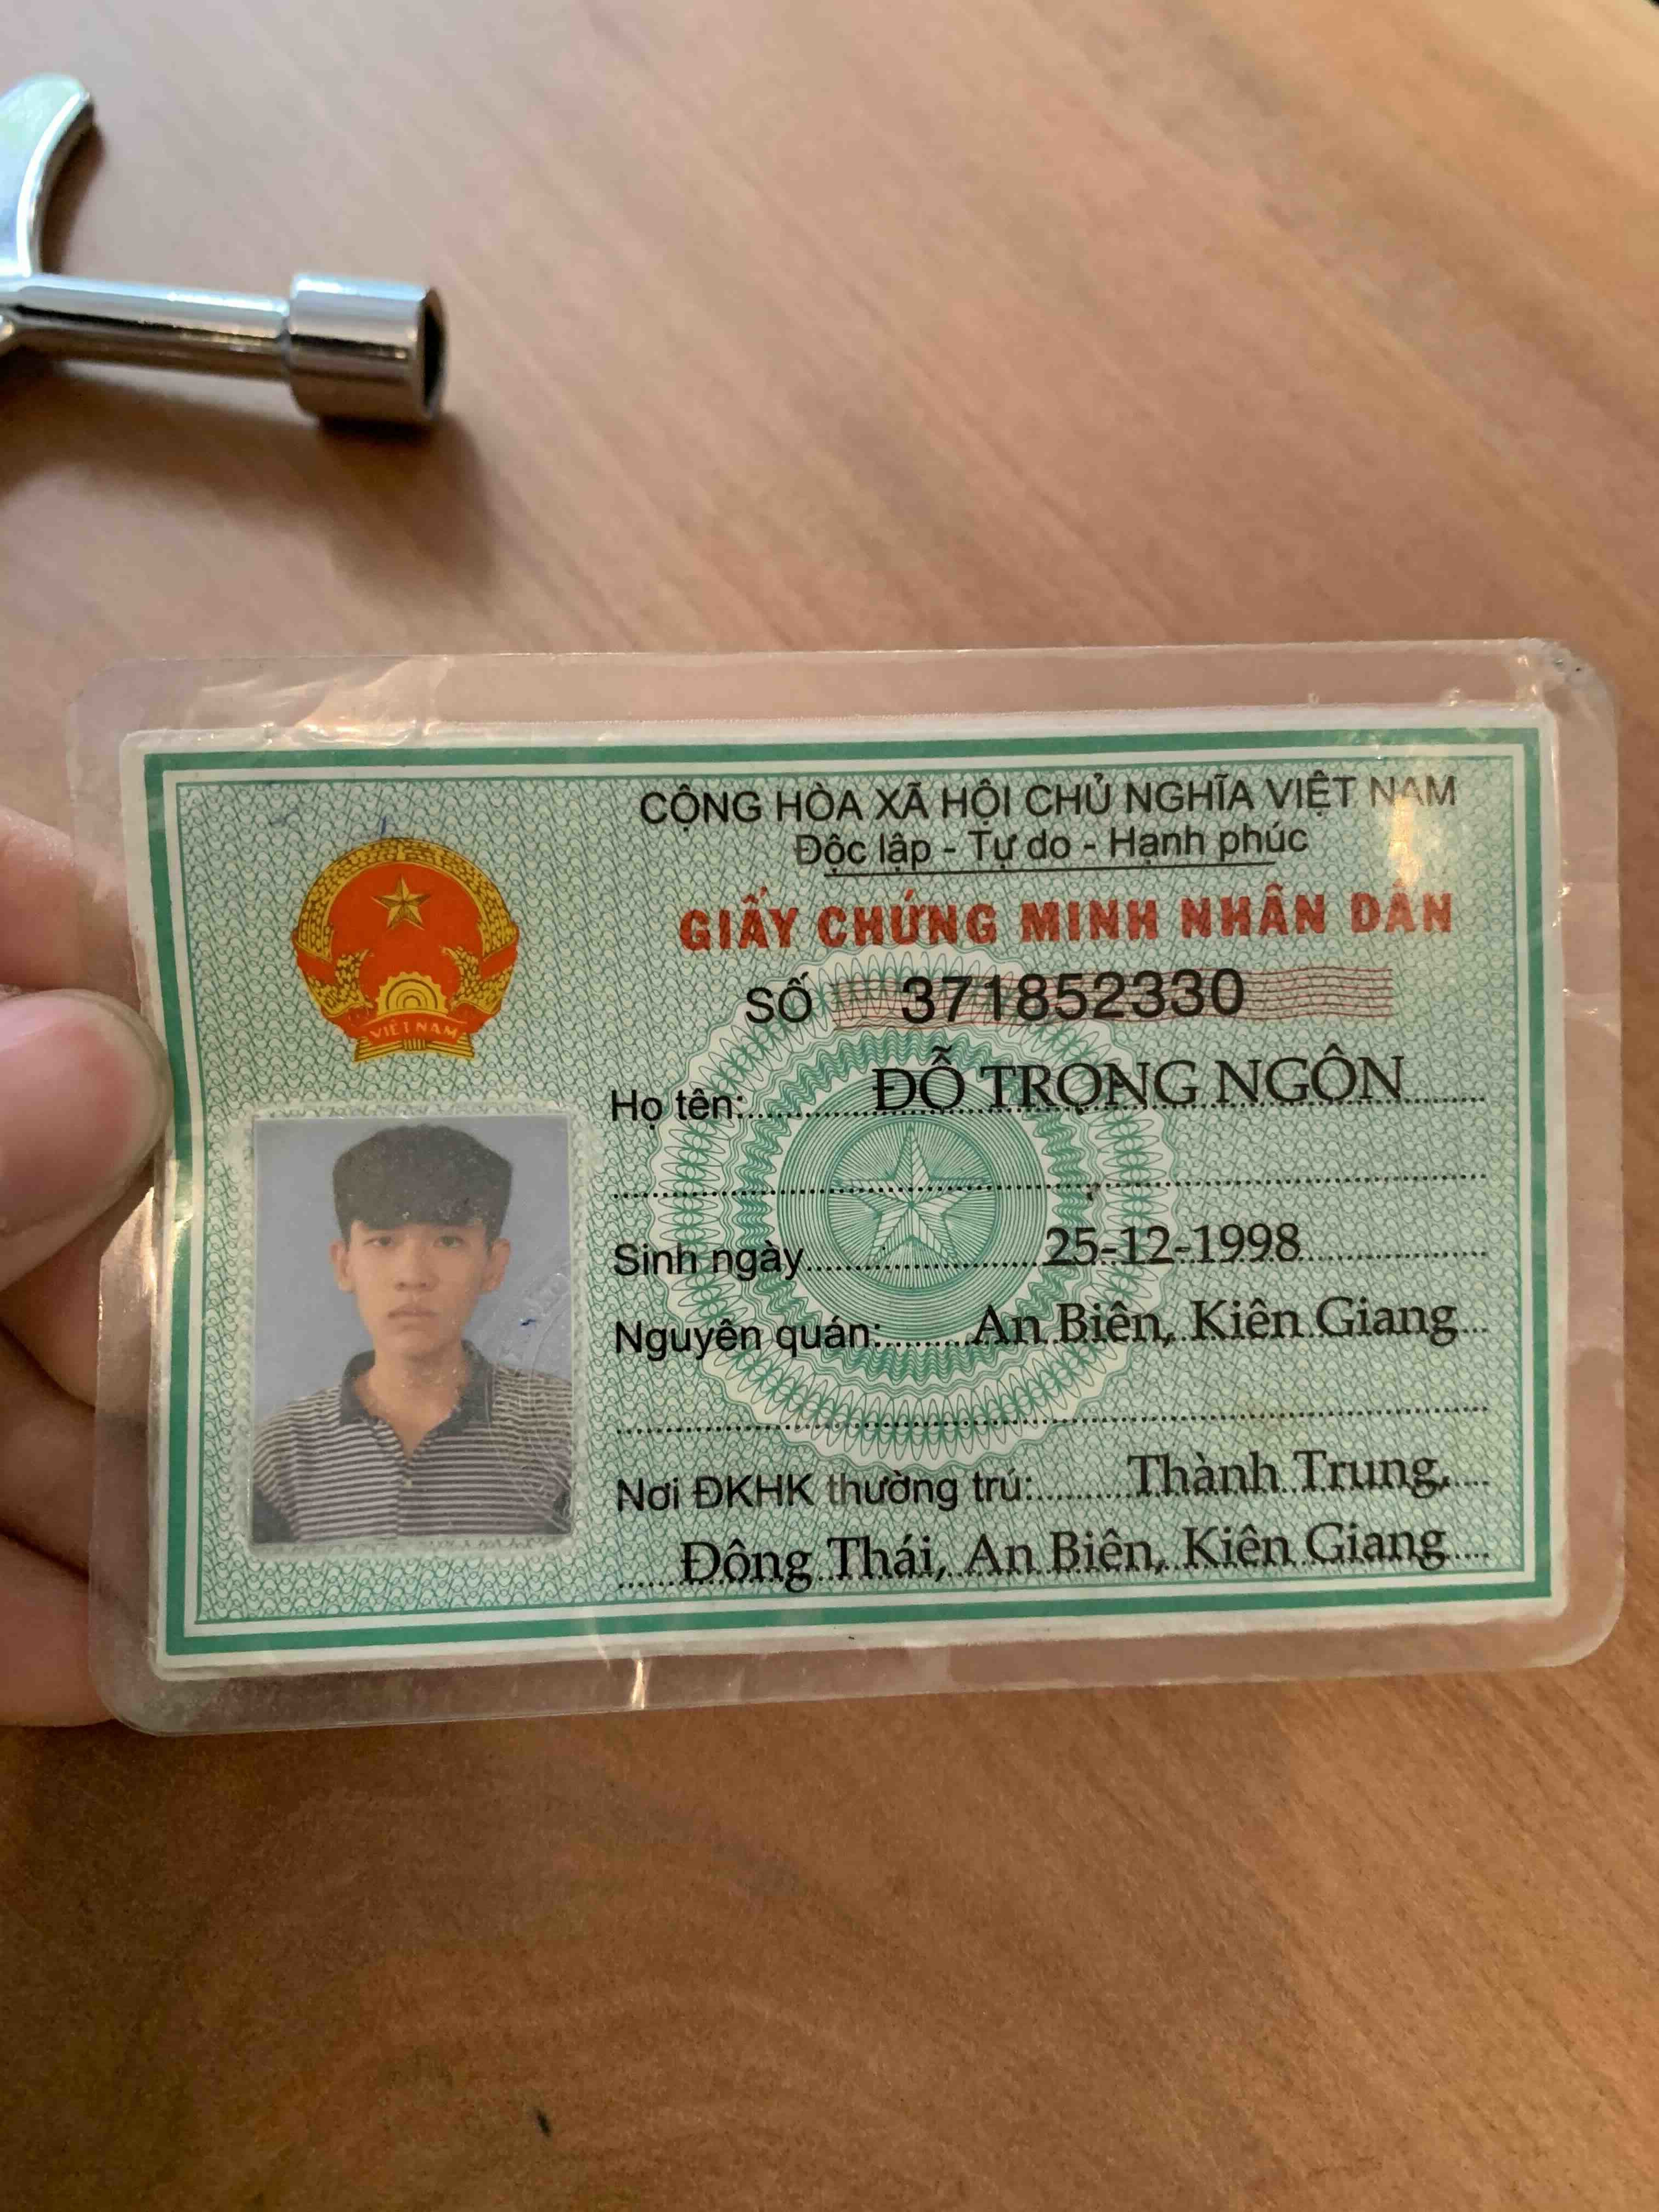 CỘNG HÒA XÃ HỘI CHỦ NGHĨA VIỆT NAM
Độc lập - Tự do - Hạnh phúc
GIẤY CHỨNG MINH NHÂN DÂN
SỐ 371852330
VIỆT NAM
Họ tên: ĐỖ TRỌNG NGÔN
Sinh ngày 25-12-1998
Nguyên quán: An Biên, Kiên Giang
Nơi ĐKHK thường trú: Thành Trung,
Đông Thái, An Biên, Kiên Giang